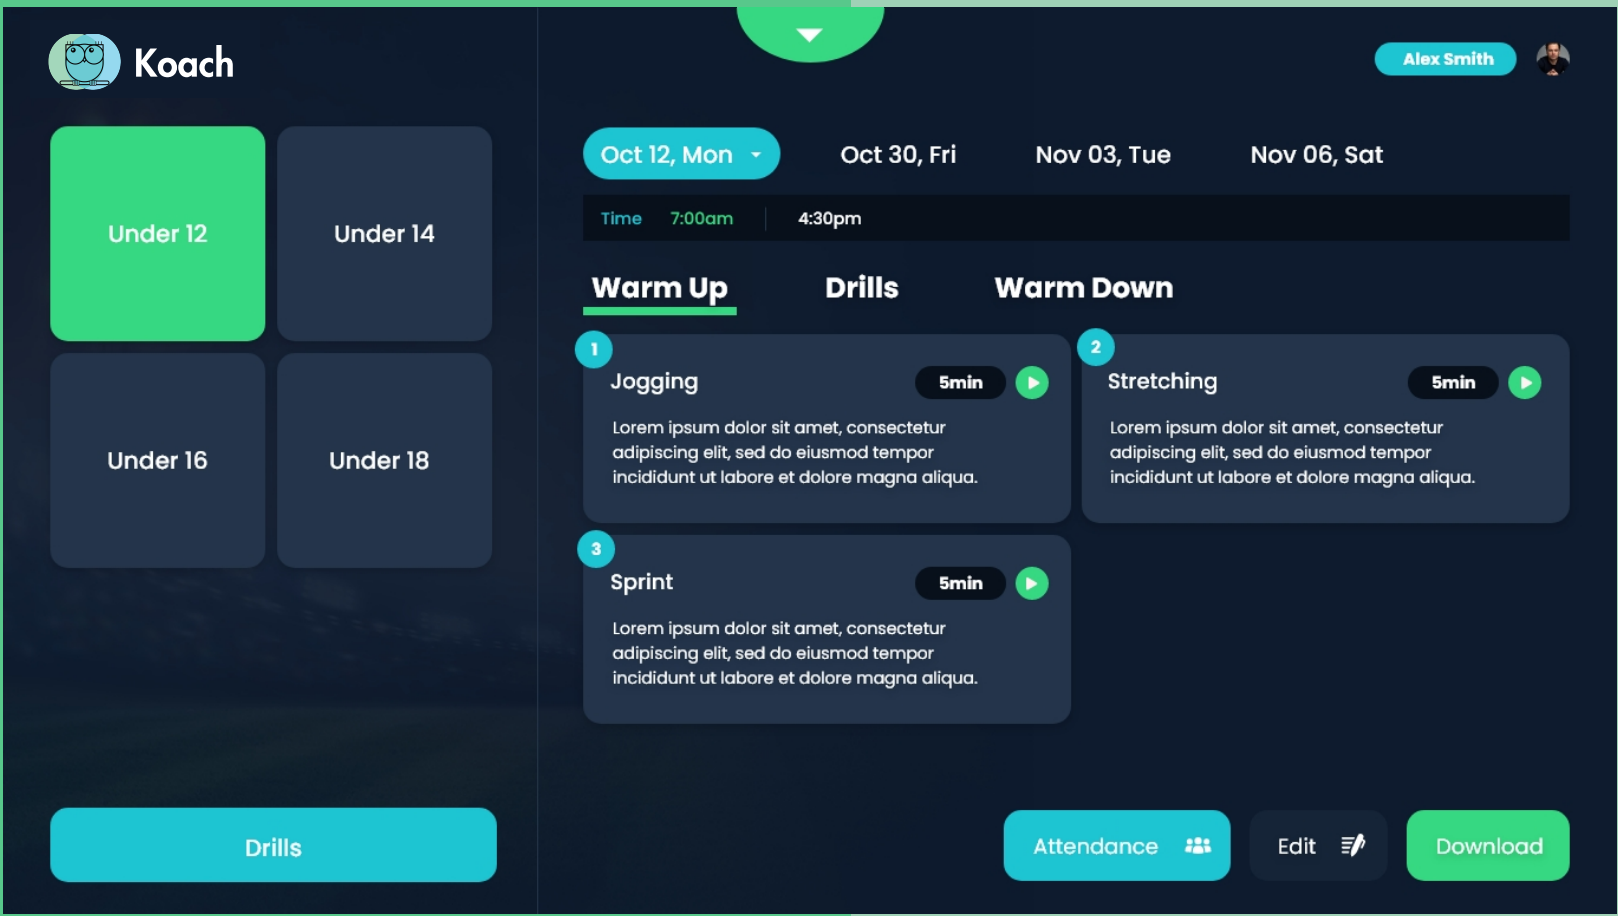 Koach
Alex Smith
Under 12
Under 14
Under 16
Under 18
Drills
Oct 12, Mon
Oct 30, Fri
Nov 03, Tue
Nov 06, Sat
Time 7:00am 4:30pm
Warm Up
Drills
Warm Down
1
Jogging
5min
Lorem ipsum dolor sit amet, consectetur
adipiscing elit, sed do eiusmod tempor
incididunt ut labore et dolore magna aliqua.
2
Stretching
5min
Lorem ipsum dolor sit amet, consectetur
adipiscing elit, sed do eiusmod tempor
incididunt ut labore et dolore magna aliqua.
3
Sprint
5min
Lorem ipsum dolor sit amet, consectetur
adipiscing elit, sed do eiusmod tempor
incididunt ut labore et dolore magna aliqua.
Attendance
Edit
Download